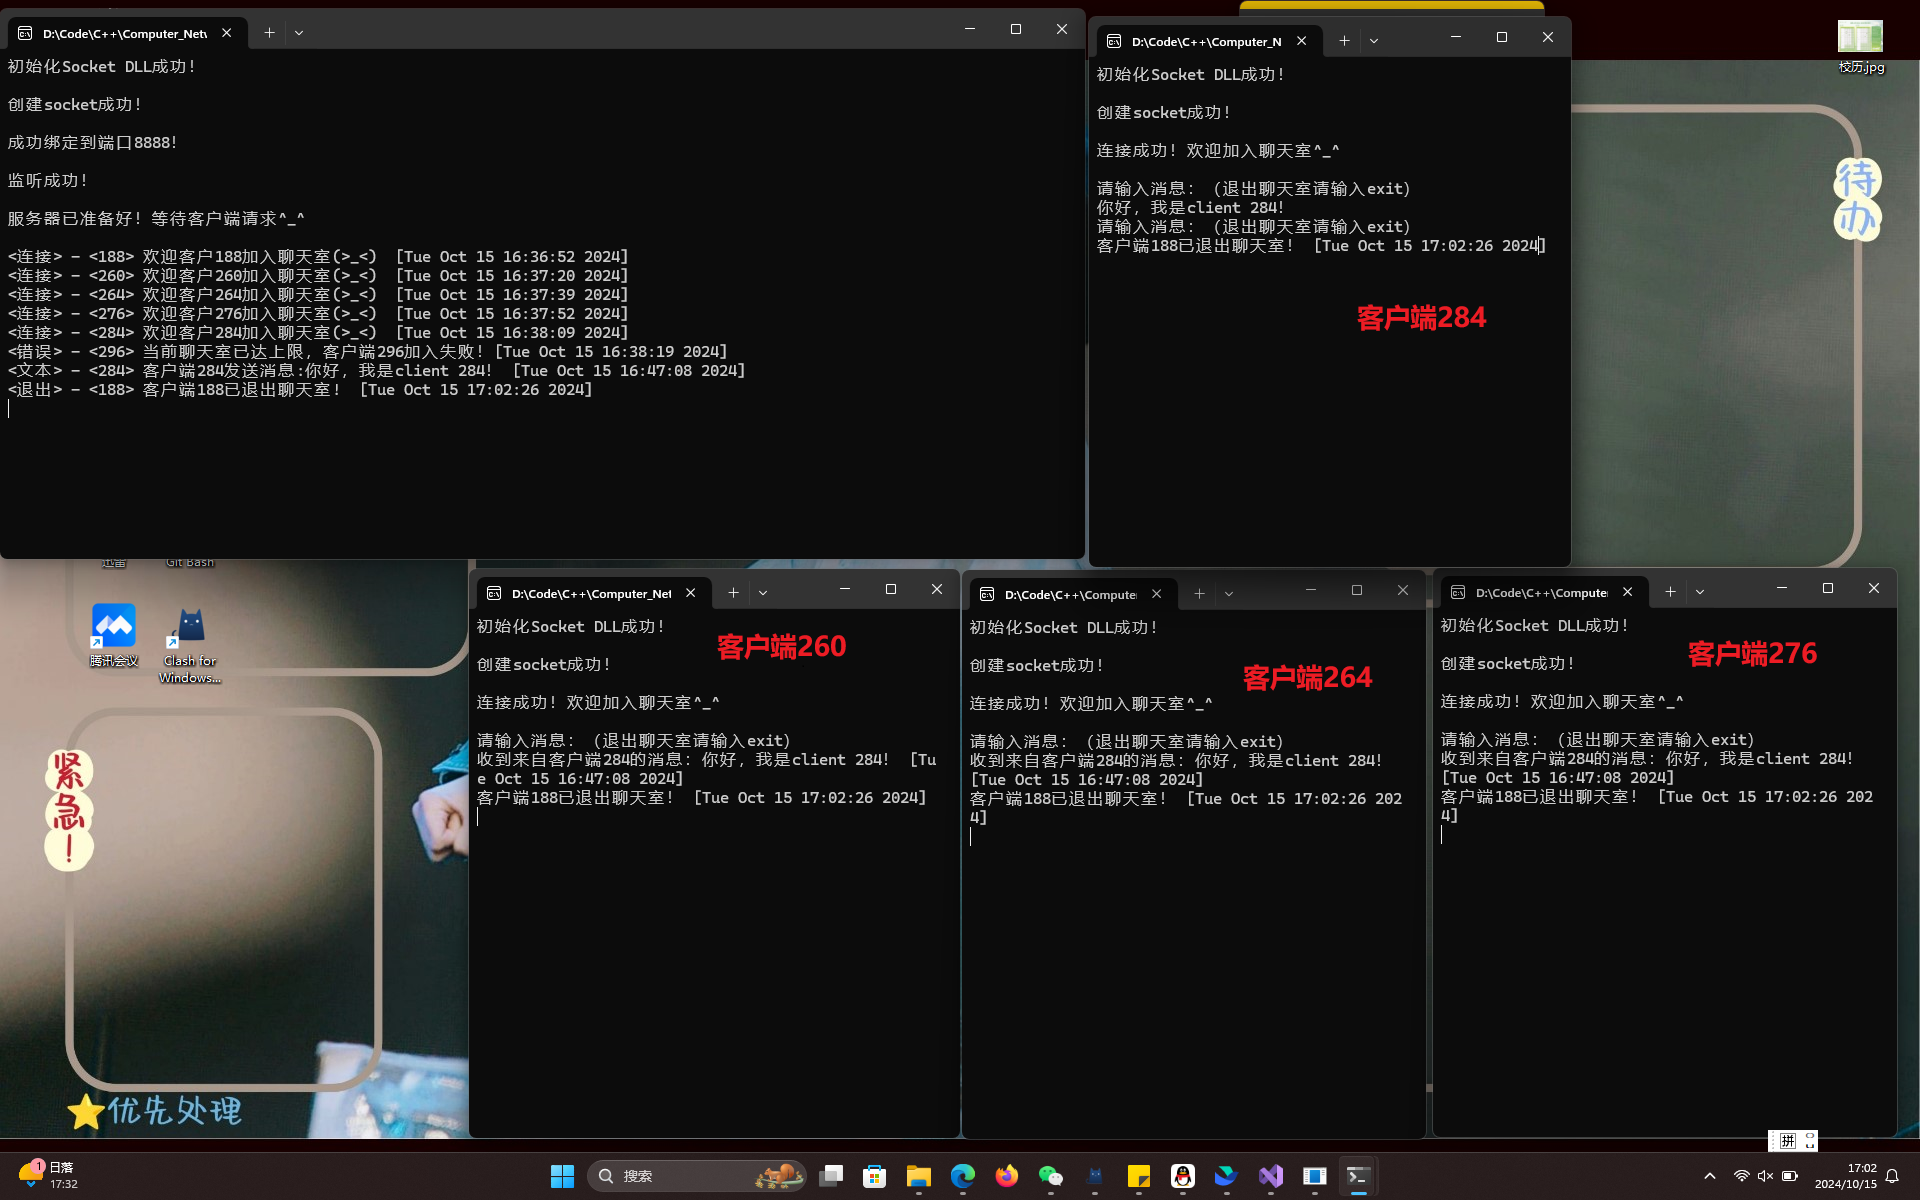 D:\Code\C++\Computer_Netv
初始化Socket DLL成功！
创建socket成功！
成功绑定到端口8888！
监听成功！
服务器已准备好！等待客户端请求^_^
<连接> - <188> 欢迎客户188加入聊天室(>_<)  [Tue Oct 15 16:36:52 2024]
<连接> - <260> 欢迎客户260加入聊天室(>_<)  [Tue Oct 15 16:37:20 2024]
<连接> - <264> 欢迎客户264加入聊天室(>_<)  [Tue Oct 15 16:37:39 2024]
<连接> - <276> 欢迎客户276加入聊天室(>_<)  [Tue Oct 15 16:37:52 2024]
<连接> - <284> 欢迎客户284加入聊天室(>_<)  [Tue Oct 15 16:38:09 2024]
<错误> - <296> 当前聊天室已达上限，客户端296加入失败！[Tue Oct 15 16:38:19 2024]
<文本> - <284> 客户端284发送消息:你好，我是client 284！ [Tue Oct 15 16:47:08 2024]
<退出> - <188> 客户端188已退出聊天室！ [Tue Oct 15 17:02:26 2024]
D:\Code\C++\Computer_N
初始化Socket DLL成功！
创建socket成功！
连接成功！欢迎加入聊天室^_^
请输入消息：（退出聊天室请输入exit）
你好，我是client 284！
请输入消息：（退出聊天室请输入exit）
客户端188已退出聊天室！ [Tue Oct 15 17:02:26 2024]
客户端284
校历.jpg
待办
迅雷
Git Bash
腾讯会议
Clash for
Windows...
紧急！
优先处理
D:\Code\C++\Computer_Net
初始化Socket DLL成功！
客户端260
创建socket成功！
连接成功！欢迎加入聊天室^_^
请输入消息：（退出聊天室请输入exit）
收到来自客户端284的消息：你好，我是client 284！ [Tu
e Oct 15 16:47:08 2024]
客户端188已退出聊天室！ [Tue Oct 15 17:02:26 2024]
D:\Code\C++\Compute
初始化Socket DLL成功！
客户端264
创建socket成功！
连接成功！欢迎加入聊天室^_^
请输入消息：（退出聊天室请输入exit）
收到来自客户端284的消息：你好，我是client 284！
[Tue Oct 15 16:47:08 2024]
客户端188已退出聊天室！ [Tue Oct 15 17:02:26 202
4]
D:\Code\C++\Compute
初始化Socket DLL成功！
客户端276
创建socket成功！
连接成功！欢迎加入聊天室^_^
请输入消息：（退出聊天室请输入exit）
收到来自客户端284的消息：你好，我是client 284！
[Tue Oct 15 16:47:08 2024]
客户端188已退出聊天室！ [Tue Oct 15 17:02:26 202
4]
拼
1
日落
17:32
搜索
17:02
2024/10/15